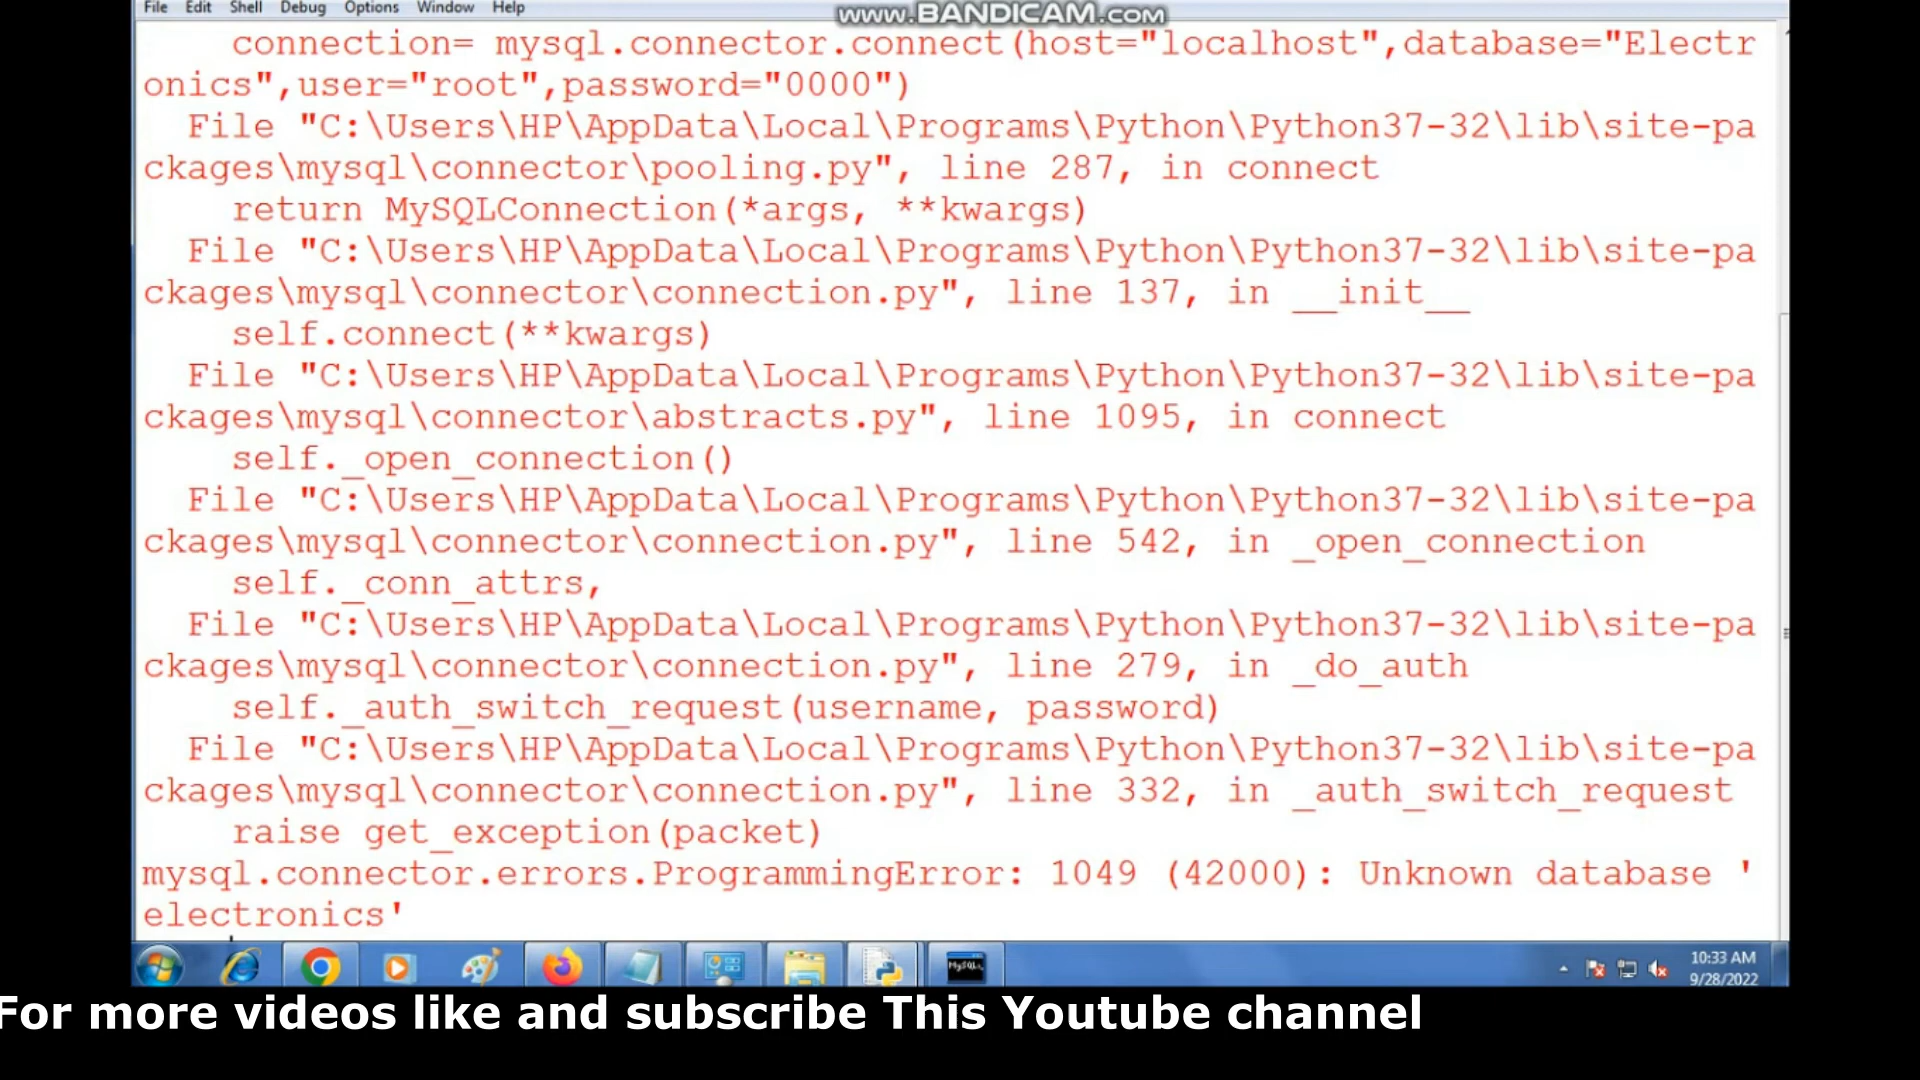 File Edit Shell Debug Options Window Help
www.BANDICAM.com
connection= mysql.connector.connect(host="localhost",database="Electr
onics",user="root",password="0000")
File "C:\Users\HP\AppData\Local\Programs\Python\Python37-32\lib\site-pa
ckages\mysql\connector\pooling.py", line 287, in connect
return MySQLConnection(*args, **kwargs)
File "C:\Users\HP\AppData\Local\Programs\Python\Python37-32\lib\site-pa
ckages\mysql\connector\connection.py", line 137, in __init__
self.connect(**kwargs)
File "C:\Users\HP\AppData\Local\Programs\Python\Python37-32\lib\site-pa
ckages\mysql\connector\abstracts.py", line 1095, in connect
self._open_connection()
File "C:\Users\HP\AppData\Local\Programs\Python\Python37-32\lib\site-pa
ckages\mysql\connector\connection.py", line 542, in _open_connection
self._conn_attrs,
File "C:\Users\HP\AppData\Local\Programs\Python\Python37-32\lib\site-pa
ckages\mysql\connector\connection.py", line 279, in _do_auth
self._auth_switch_request(username, password)
File "C:\Users\HP\AppData\Local\Programs\Python\Python37-32\lib\site-pa
ckages\mysql\connector\connection.py", line 332, in _auth_switch_request
raise get_exception(packet)
mysql.connector.errors.ProgrammingError: 1049 (42000): Unknown database '
electronics'
MySQL
10:33 AM
9/28/2022
For more videos like and subscribe This Youtube channel